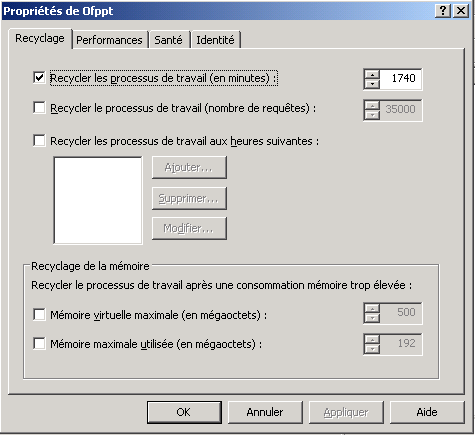 Propriétés de Ofppt
Recyclage Performances Santé Identité
Recycler les processus de travail (en minutes) : 1740
Recycler le processus de travail (nombre de requêtes) : 35000
Recycler les processus de travail aux heures suivantes :
Ajouter...
Supprimer...
Modifier...
Recyclage de la mémoire
Recycler le processus de travail après une consommation mémoire trop élevée :
Mémoire virtuelle maximale (en mégaoctets) : 500
Mémoire maximale utilisée (en mégaoctets) : 192
OK Annuler Appliquer Aide